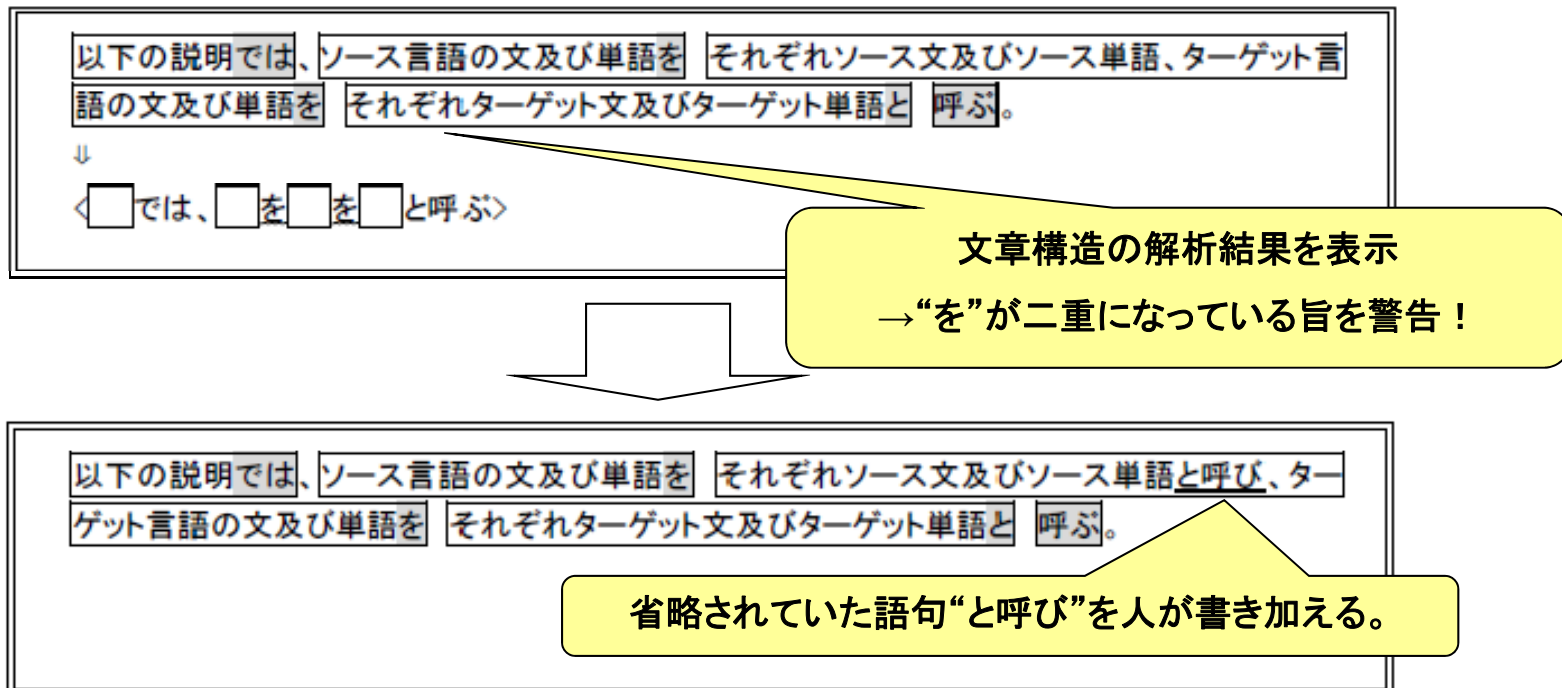 以下の説明では、ソース言語の文及び単語を それぞれソース文及びソース単語、ターゲット言
語の文及び単語を それぞれターゲット文及びターゲット単語と 呼ぶ。
⇓
<□では、□を□を□と呼ぶ>
文章構造の解析結果を表示
→“を”が二重になっている旨を警告！
以下の説明では、ソース言語の文及び単語を それぞれソース文及びソース単語と呼び、ター
ゲット言語の文及び単語を それぞれターゲット文及びターゲット単語と 呼ぶ。
省略されていた語句“と呼び”を人が書き加える。